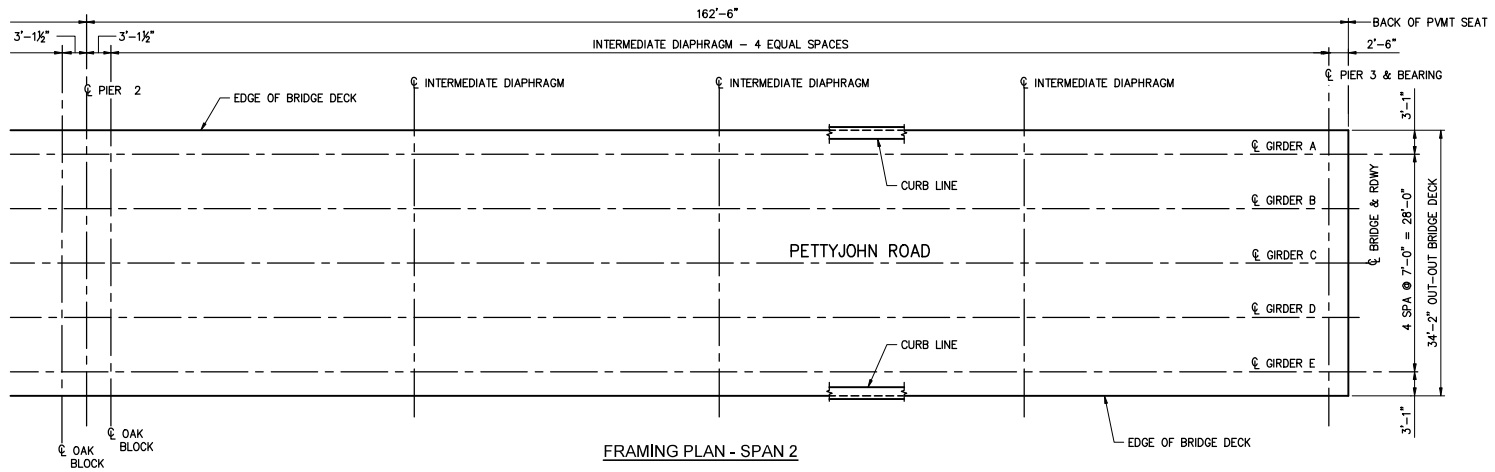 162'-6"
BACK OF PVMT SEAT
3'-1½"
3'-1½"
INTERMEDIATE DIAPHRAGM - 4 EQUAL SPACES
2'-6"
℄ PIER 2
℄ INTERMEDIATE DIAPHRAGM
℄ INTERMEDIATE DIAPHRAGM
℄ INTERMEDIATE DIAPHRAGM
℄ PIER 3 & BEARING
EDGE OF BRIDGE DECK
3'-1"
℄ GIRDER A
CURB LINE
℄ GIRDER B
PETTYJOHN ROAD
℄ GIRDER C
℄ BRIDGE & RDWY
4 SPA @ 7'-0" = 28'-0"
34'-2" OUT-OUT BRIDGE DECK
℄ GIRDER D
CURB LINE
℄ GIRDER E
3'-1"
℄ OAK
BLOCK
℄ OAK
BLOCK
EDGE OF BRIDGE DECK
FRAMING PLAN - SPAN 2